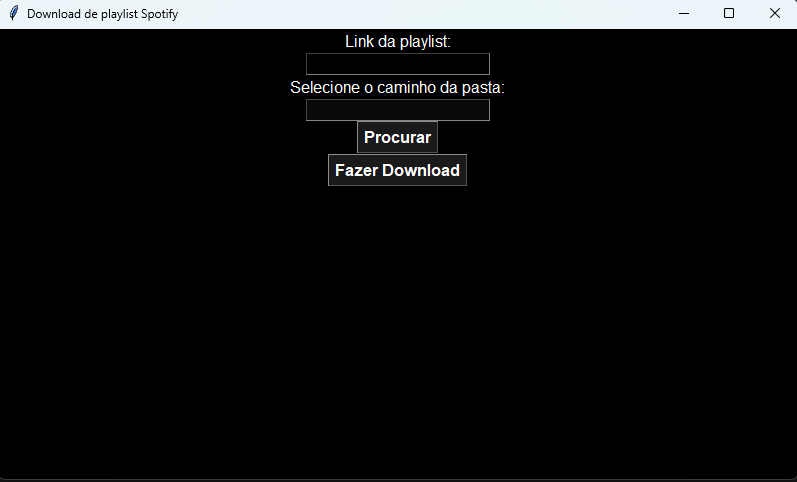 Download de playlist Spotify
Link da playlist:
Selecione o caminho da pasta:
Procurar
Fazer Download